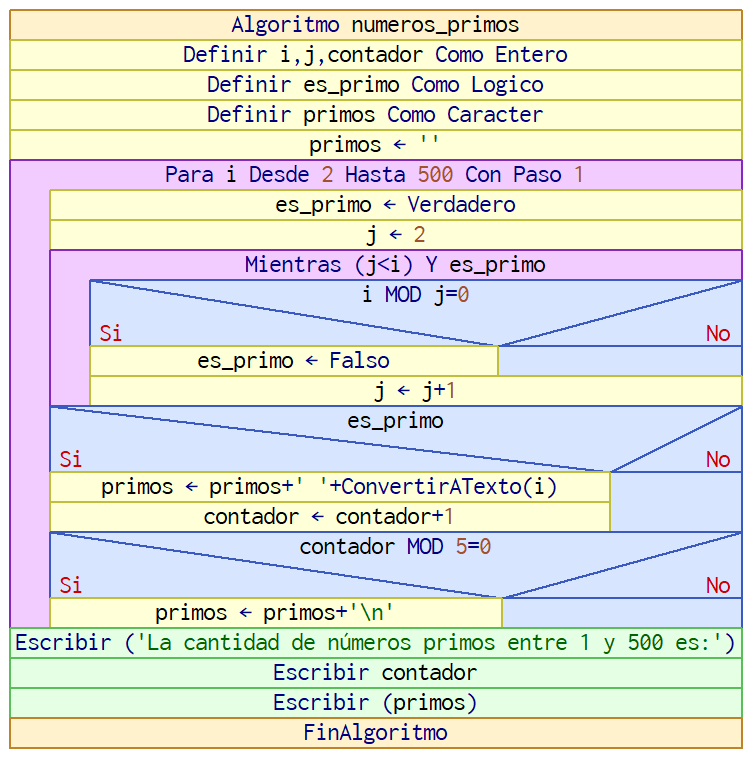 Algoritmo numeros_primos
Definir i,j,contador Como Entero
Definir es_primo Como Logico
Definir primos Como Caracter
primos ← ''
Para i Desde 2 Hasta 500 Con Paso 1
es_primo ← Verdadero
j ← 2
Mientras (j<i) Y es_primo
i MOD j=0
Si No
es_primo ← Falso
j ← j+1
es_primo
Si No
primos ← primos+' '+ConvertirATexto(i)
contador ← contador+1
contador MOD 5=0
Si No
primos ← primos+'\n'
Escribir ('La cantidad de números primos entre 1 y 500 es:')
Escribir contador
Escribir (primos)
FinAlgoritmo